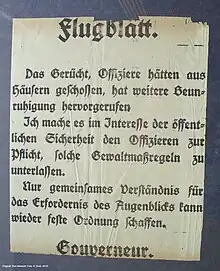 Flugblatt.
Das Gerücht, Offiziere hätten aus
Häusern geschossen, hat weitere Beun-
ruhigung hervorgerufen
Ich mache es im Interesse der öffent-
lichen Sicherheit den Offizieren zur
Pflicht, solche Gewaltmaßregeln zu
unterlassen.
Nur gemeinsames Verständnis für
das Erfordernis des Augenblicks kann
wieder feste Ordnung schaffen.
Gouverneur.